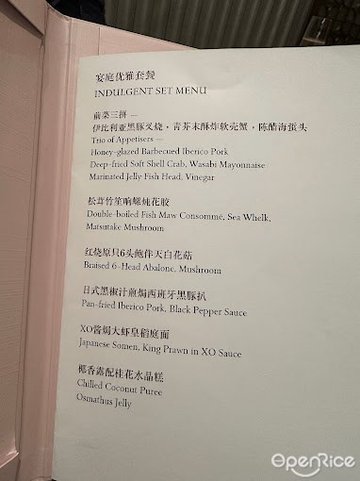 宴庭优雅套餐
INDULGENT SET MENU
前菜三拼 —
伊比利亚黑豚叉烧，青芥末酥炸软壳蟹，陈醋海蜇头
Trio of Appetisers —
Honey-glazed Barbecued Iberico Pork
Deep-fried Soft Shell Crab, Wasabi Mayonnaise
Marinated Jelly Fish Head, Vinegar
松茸竹笙响螺炖花胶
Double-boiled Fish Maw Consommé, Sea Whelk,
Matsutake Mushroom
红烧原只6头鲍伴天白花菇
Braised 6-Head Abalone, Mushroom
日式黑椒汁煎焗西班牙黑豚扒
Pan-fried Iberico Pork, Black Pepper Sauce
XO酱焗大虾皇稻庭面
Japanese Somen, King Prawn in XO Sauce
椰香露配桂花水晶糕
Chilled Coconut Puree
Osmathus Jelly
OpenRice